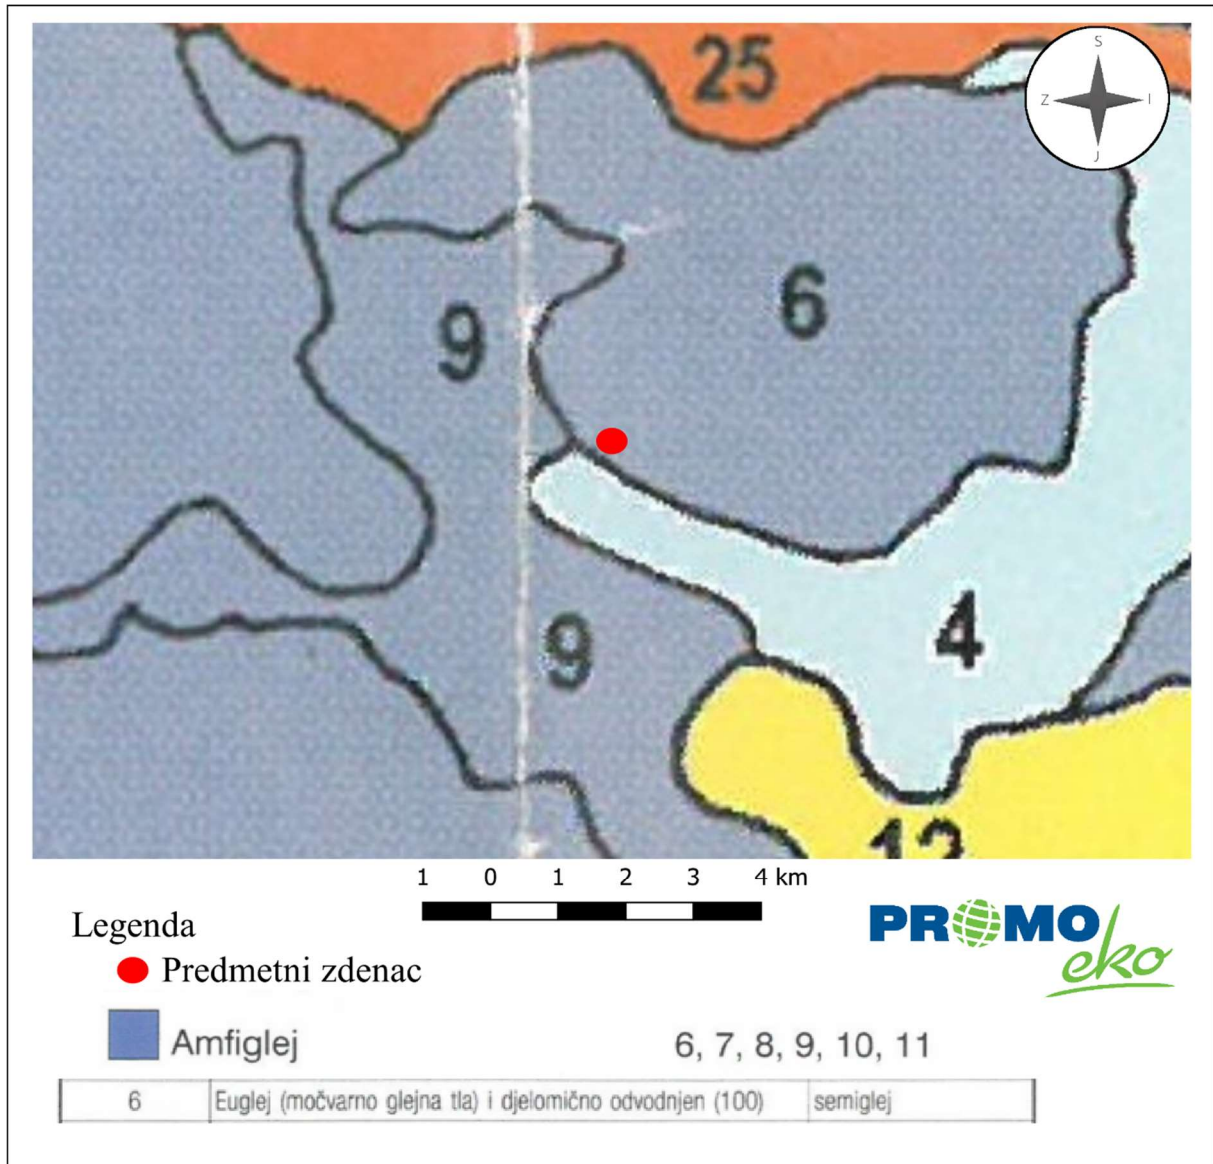 25
S
Z I
J
6
9
9
4
12
1 0 1 2 3 4 km
Legenda
PROMO
eko
Predmetni zdenac
Amfiglej 6, 7, 8, 9, 10, 11
6 Euglej (močvarno glejna tla) i djelomično odvodnjen (100) semiglej